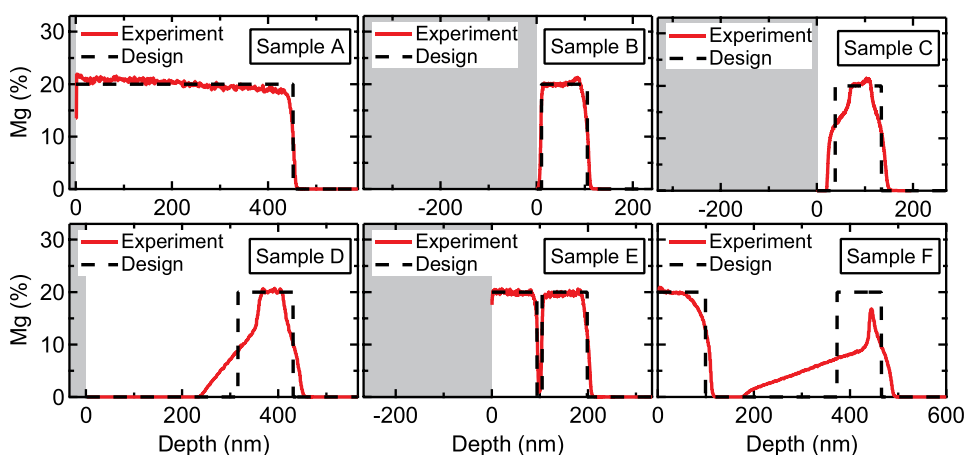 Mg (%)
30
20
10
0
Experiment
Design
Sample A
0
200
400
Experiment
Design
Sample B
-200
0
200
Experiment
Design
Sample C
-200
0
200
Mg (%)
30
20
10
0
Experiment
Design
Sample D
0
200
400
Depth (nm)
Experiment
Design
Sample E
-200
0
200
Depth (nm)
Experiment
Design
Sample F
0
200
400
600
Depth (nm)